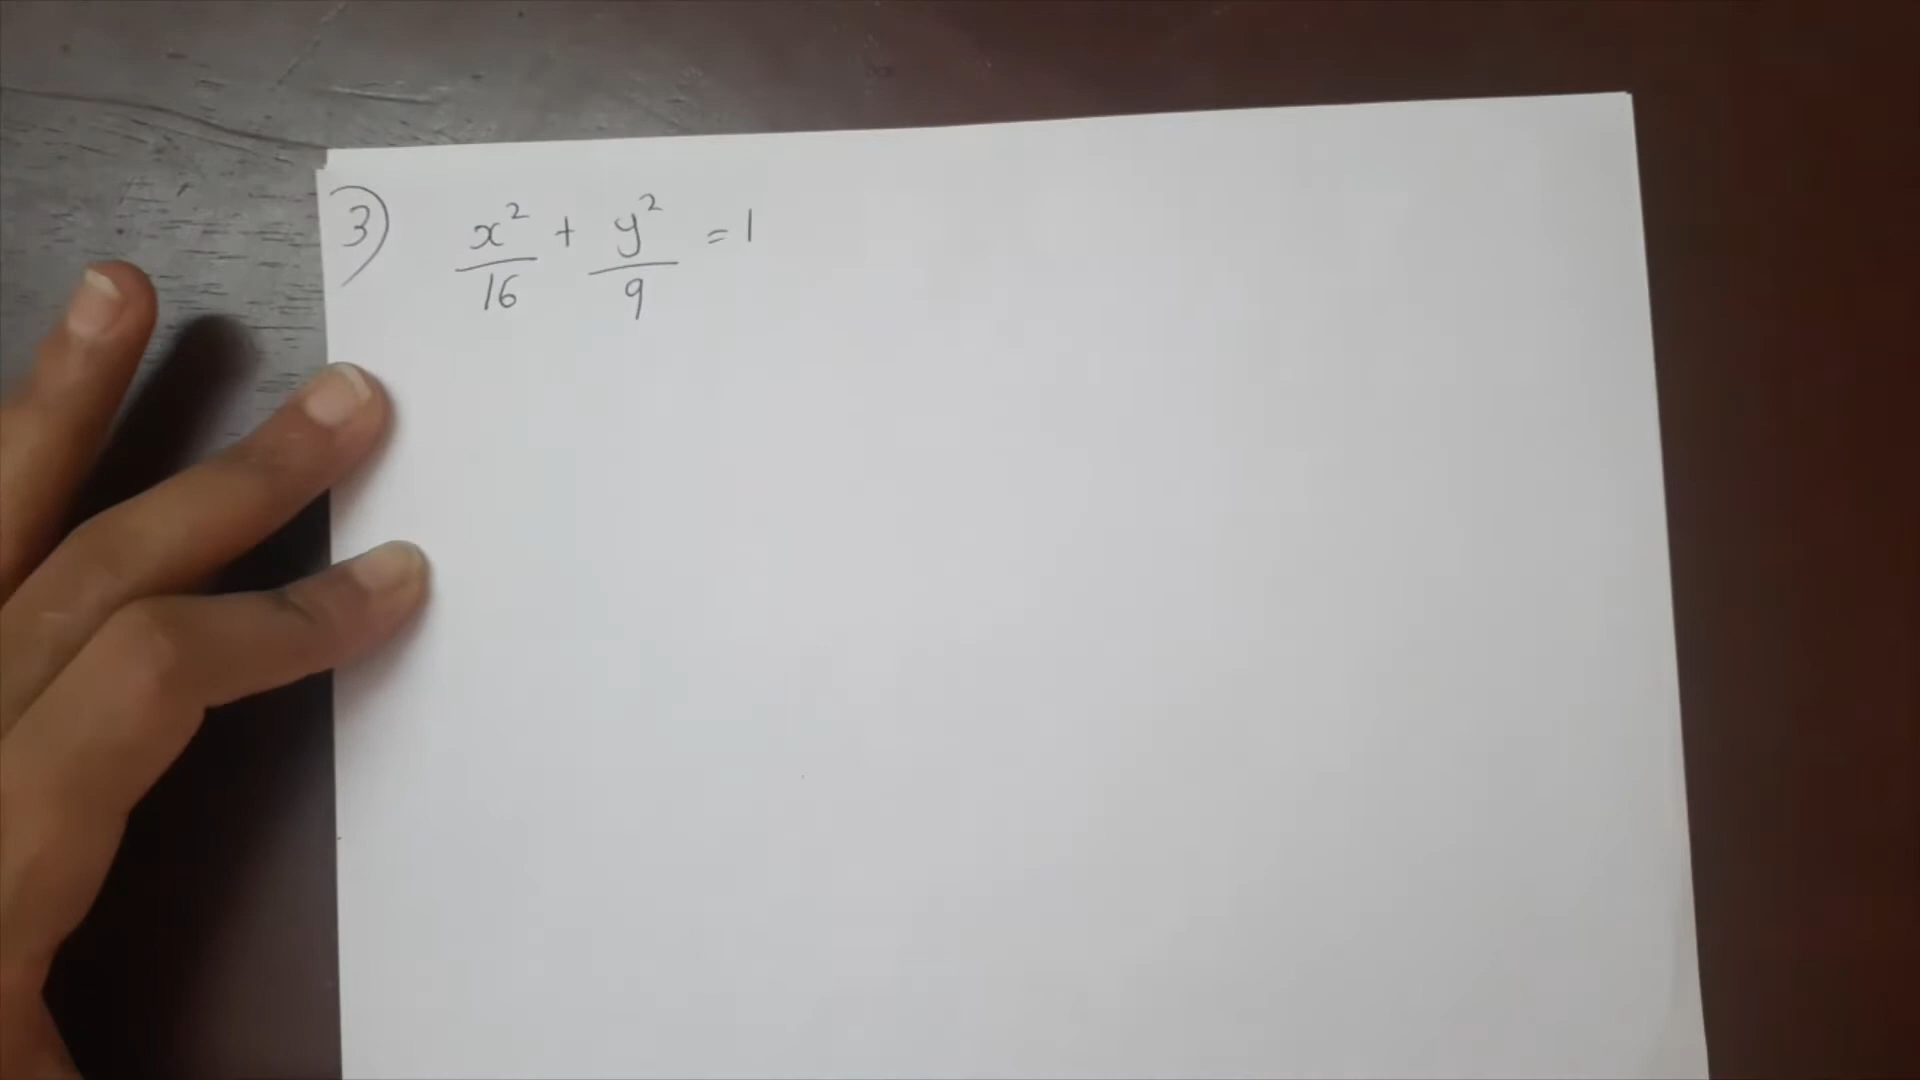 3) x²/16 + y²/9 = 1